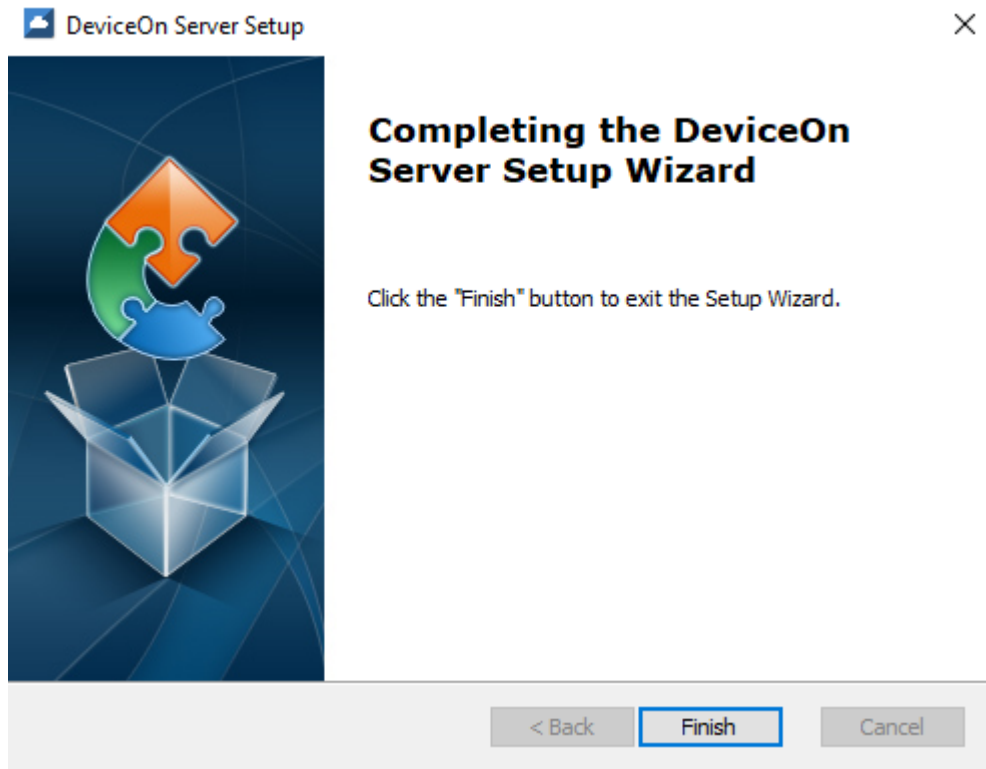 DeviceOn Server Setup
Completing the DeviceOn
Server Setup Wizard
Click the "Finish" button to exit the Setup Wizard.
< Back
Finish
Cancel